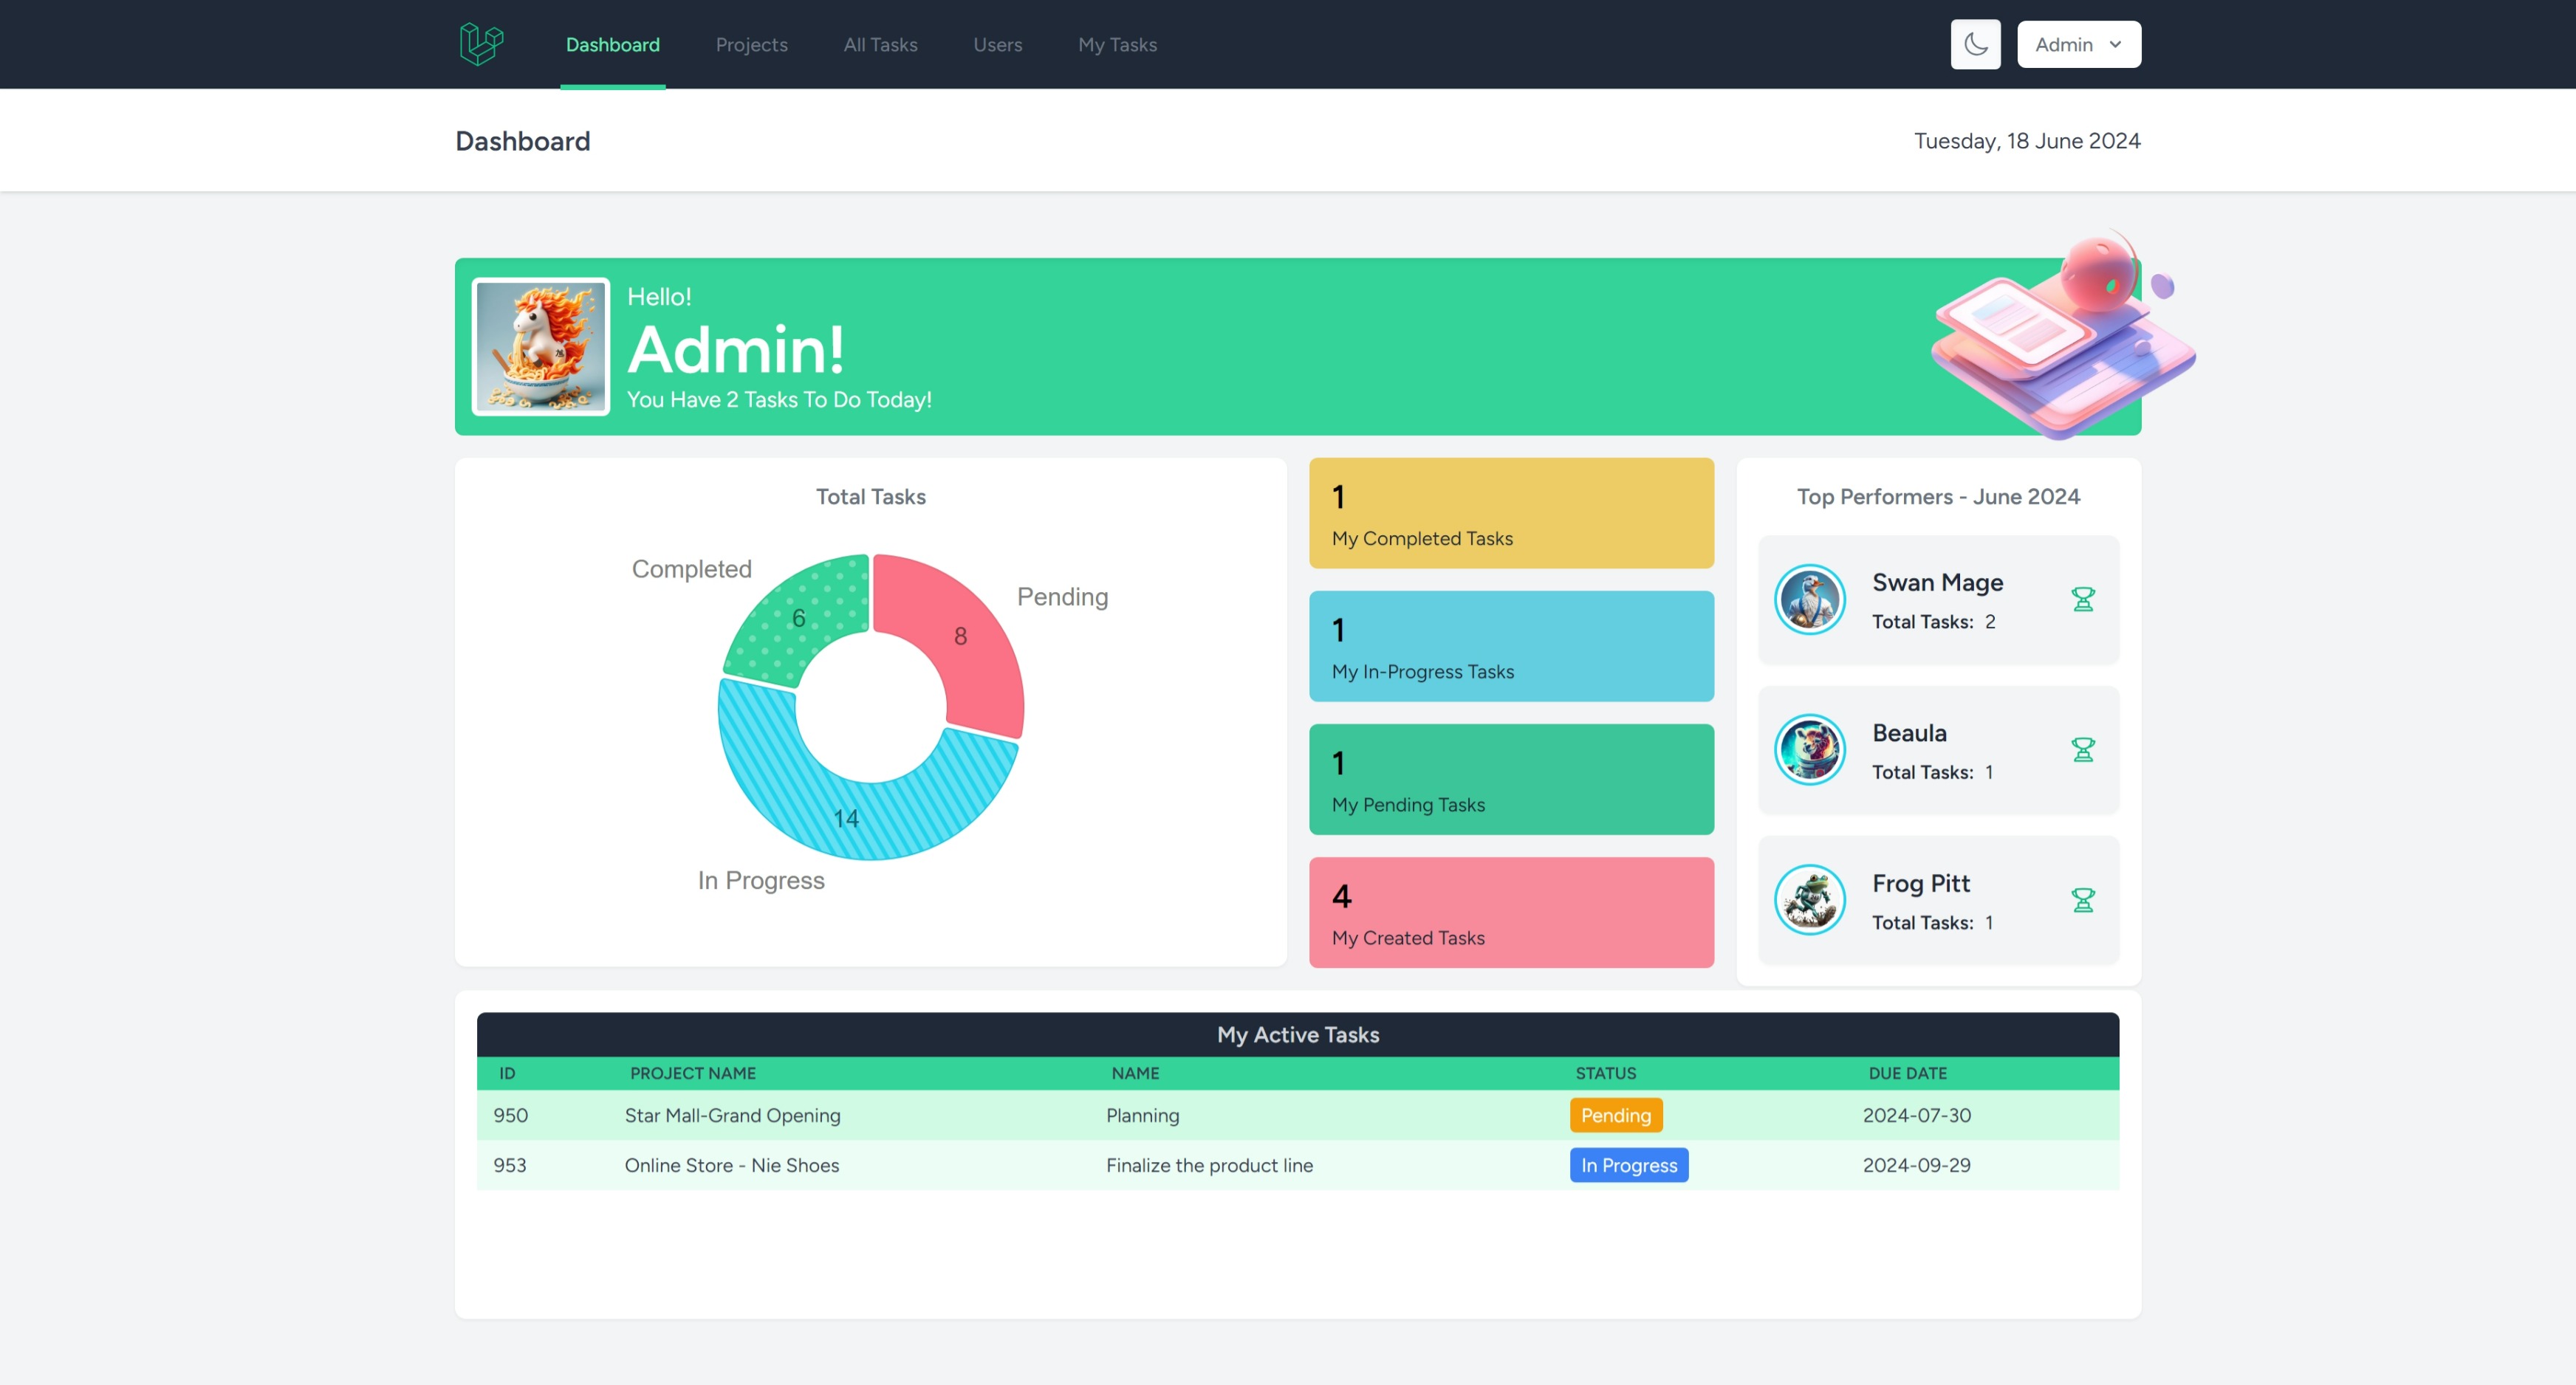 Dashboard Projects All Tasks Users My Tasks Admin
Dashboard Tuesday, 18 June 2024
Hello!
Admin!
You Have 2 Tasks To Do Today!
Total Tasks
Completed
6
Pending
8
14
In Progress
1
My Completed Tasks
1
My In-Progress Tasks
1
My Pending Tasks
4
My Created Tasks
Top Performers - June 2024
Swan Mage
Total Tasks: 2
Beaula
Total Tasks: 1
Frog Pitt
Total Tasks: 1
My Active Tasks
ID PROJECT NAME NAME STATUS DUE DATE
950 Star Mall-Grand Opening Planning Pending 2024-07-30
953 Online Store - Nie Shoes Finalize the product line In Progress 2024-09-29